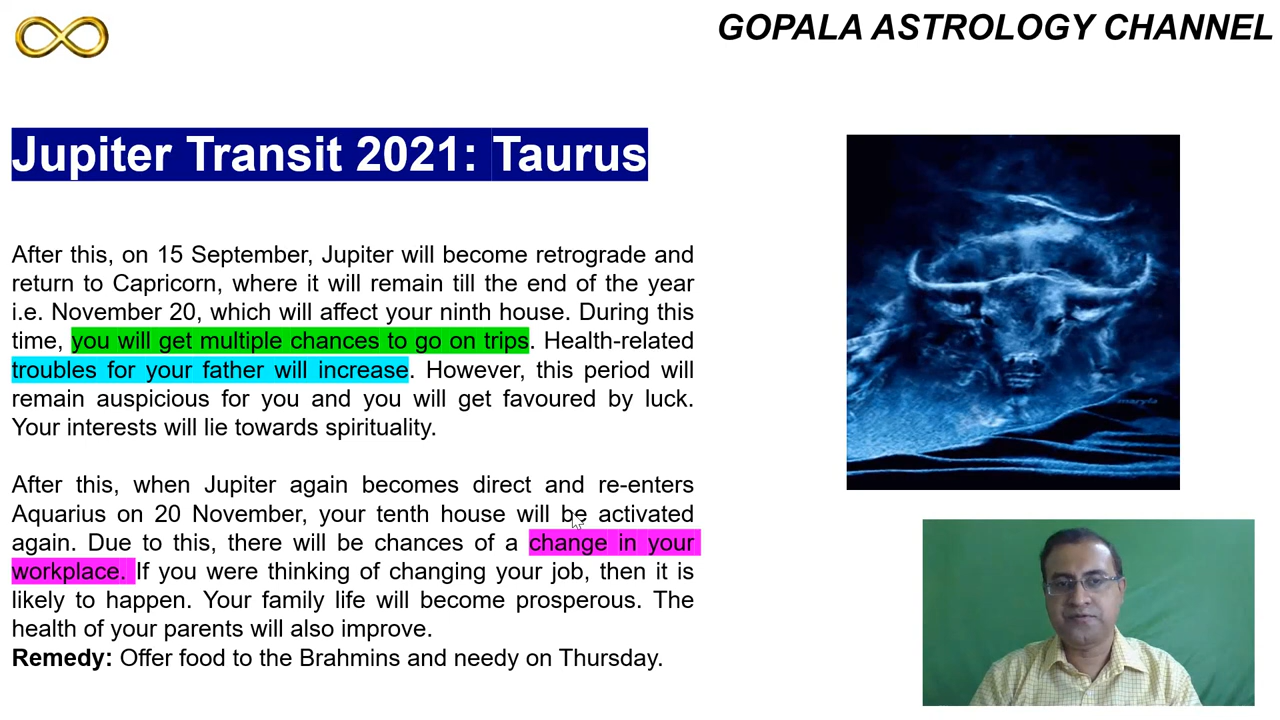 GOPALA ASTROLOGY CHANNEL
Jupiter Transit 2021: Taurus
After this, on 15 September, Jupiter will become retrograde and
return to Capricorn, where it will remain till the end of the year
i.e. November 20, which will affect your ninth house. During this
time, you will get multiple chances to go on trips. Health-related
troubles for your father will increase. However, this period will
remain auspicious for you and you will get favoured by luck.
Your interests will lie towards spirituality.
After this, when Jupiter again becomes direct and re-enters
Aquarius on 20 November, your tenth house will be activated
again. Due to this, there will be chances of a change in your
workplace. If you were thinking of changing your job, then it is
likely to happen. Your family life will become prosperous. The
health of your parents will also improve.
Remedy: Offer food to the Brahmins and needy on Thursday.